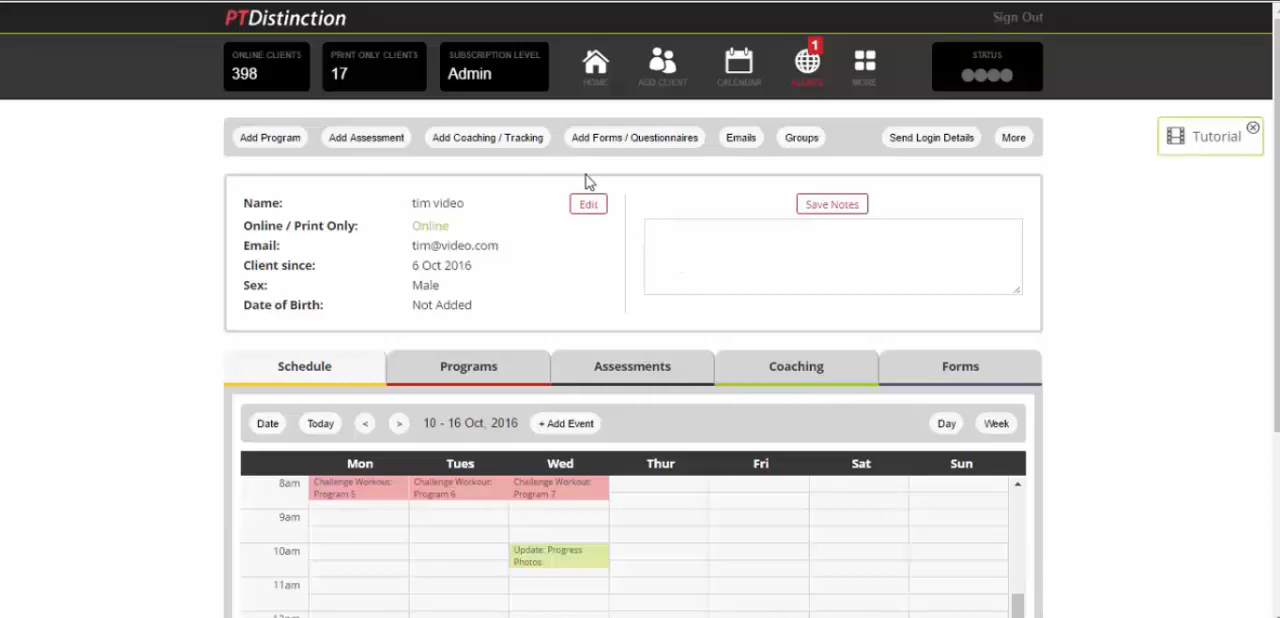 PTDistinction
Sign Out
ONLINE CLIENTS
398
PRINT ONLY CLIENTS
17
SUBSCRIPTION LEVEL
Admin
HOME
ADD CLIENT
CALENDAR
1
ALERTS
MORE
STATUS
Add Program
Add Assessment
Add Coaching / Tracking
Add Forms / Questionnaires
Emails
Groups
Send Login Details
More
Tutorial
Name: tim video
Edit
Save Notes
Online / Print Only: Online
Email: tim@video.com
Client since: 6 Oct 2016
Sex: Male
Date of Birth: Not Added
Schedule
Programs
Assessments
Coaching
Forms
Date
Today
<
>
10 - 16 Oct, 2016
+ Add Event
Day
Week
Mon Tues Wed Thur Fri Sat Sun
8am
Challenge Workout:
Program 5
Challenge Workout:
Program 6
Challenge Workout:
Program 7
9am
10am
Update: Progress
Photos
11am